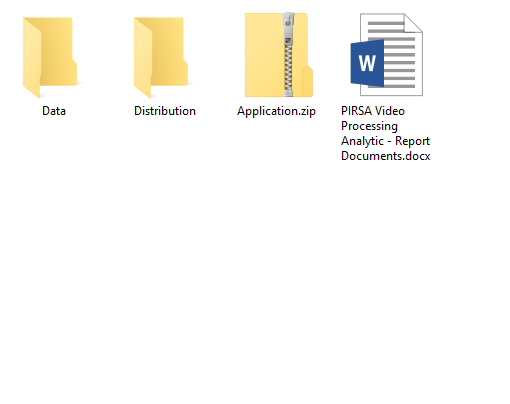 Data
Distribution
Application.zip
PIRSA Video
Processing
Analytic - Report
Documents.docx
W